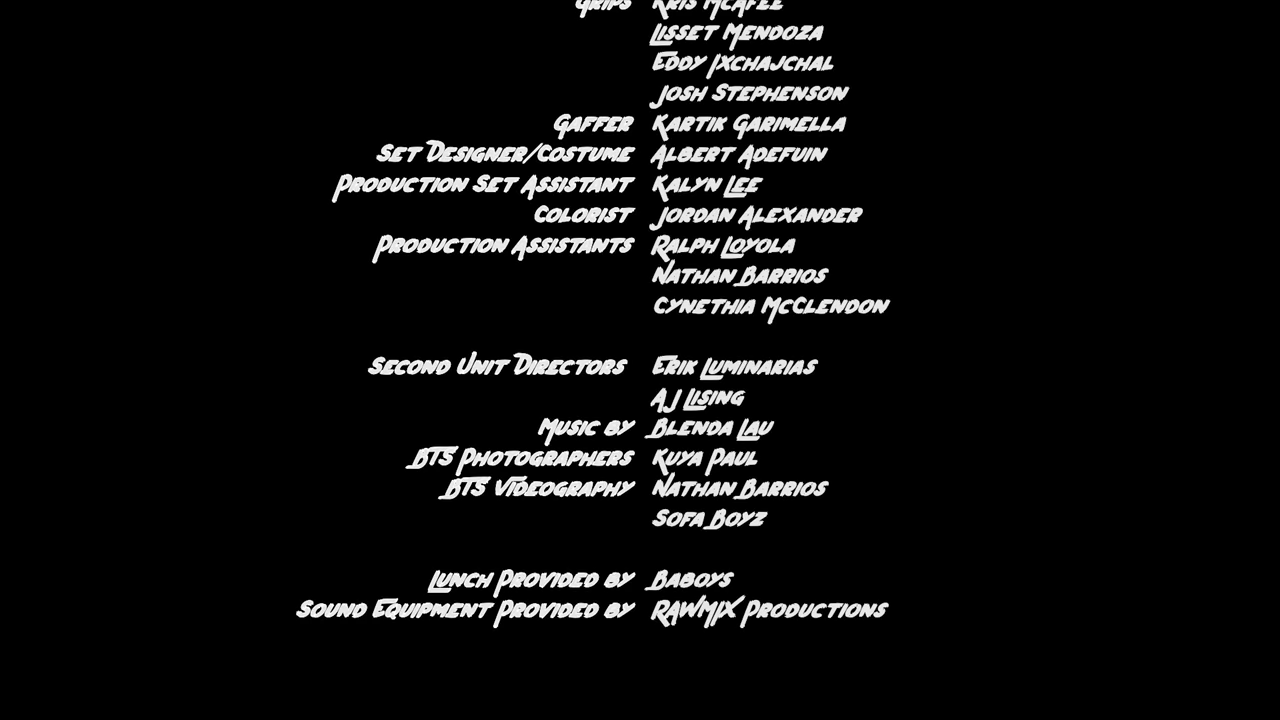 Grips Kris McAfee
Lisset Mendoza
Eddy Ixchajchal
Josh Stephenson
Gaffer Kartik Garimella
Set Designer/Costume Albert Adefuin
Production Set Assistant Kalyn Lee
Colorist Jordan Alexander
Production Assistants Ralph Loyola
Nathan Barrios
Cynethia McClendon
Second Unit Directors Erik Luminarias
AJ Lising
Music by Blenda Lau
BTS Photographers Kuya Paul
BTS Videography Nathan Barrios
Sofa Boyz
Lunch Provided by Baboys
Sound Equipment Provided by RAWMIX Productions